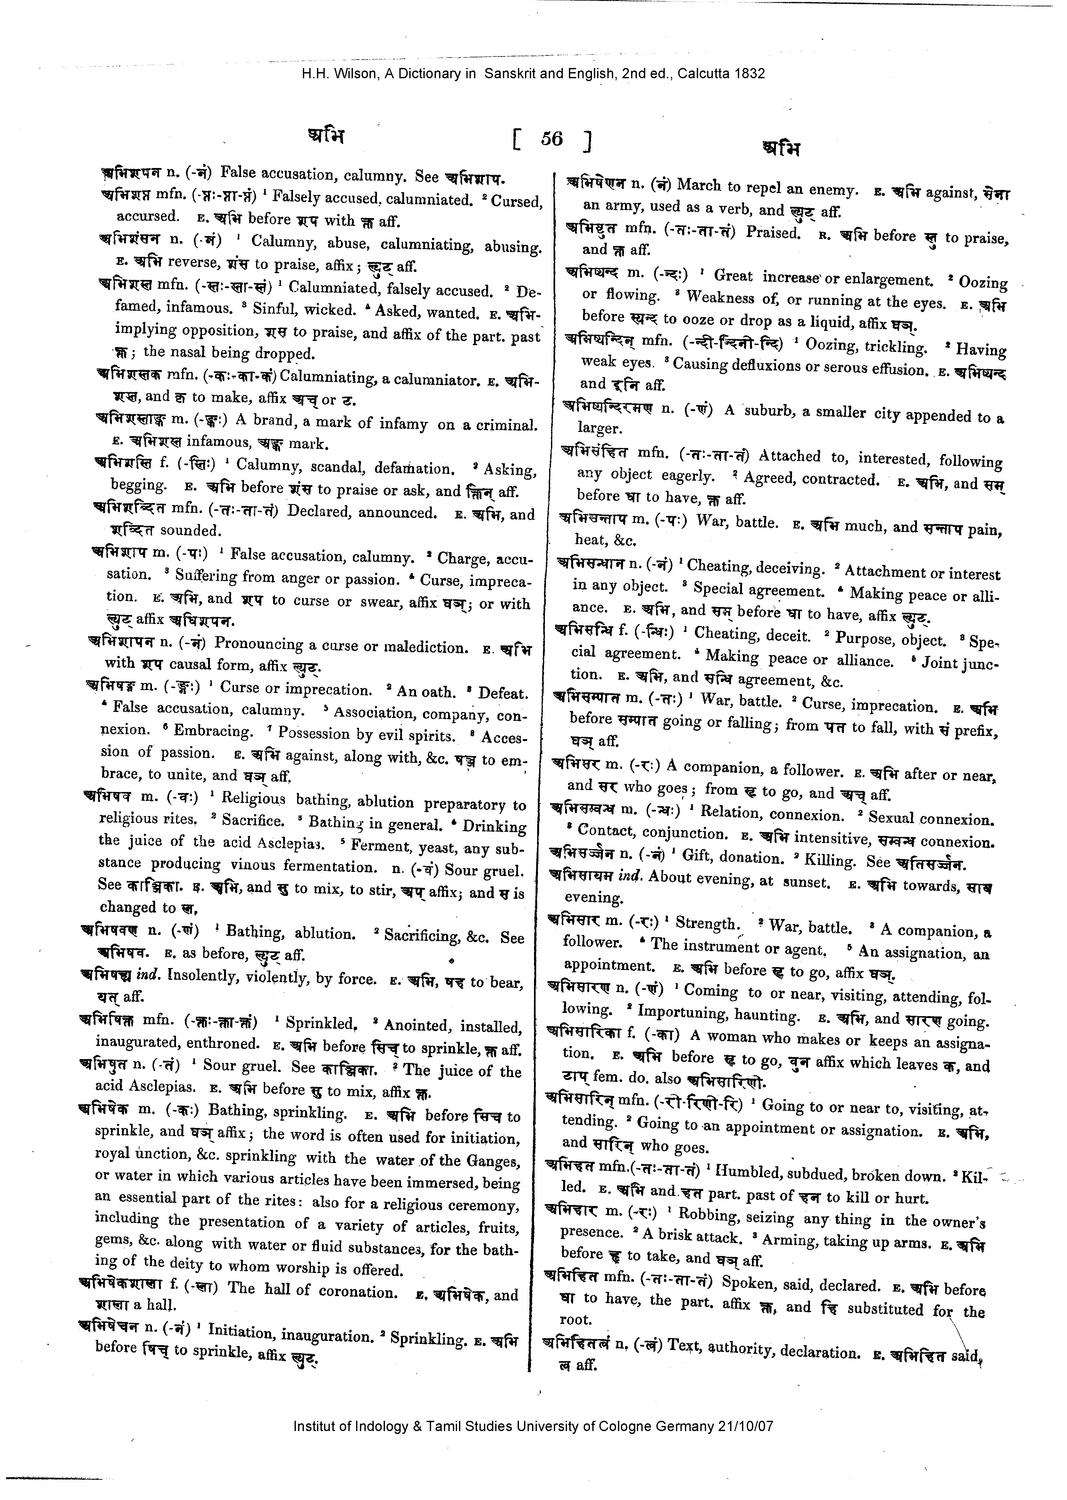 H.H. Wilson, A Dictionary in Sanskrit and English, 2nd ed., Calcutta 1832
अभि [ 56 ] अभि
अभिशपन n. (-नं) False accusation, calumny. See अभिशाप.
अभिशप्त mfn. (-प्तः-प्ता-प्तं) ¹ Falsely accused, calumniated. ² Cursed,
accursed. E. अभि before शप with क्त aff.
अभिशंसन n. (-नं) ¹ Calumny, abuse, calumniating, abusing.
E. अभि reverse, शंस to praise, affix; ल्युट् aff.
अभिशस्त mfn. (-स्तः-स्ता-स्तं) ¹ Calumniated, falsely accused. ² De-
famed, infamous. ³ Sinful, wicked. ⁴ Asked, wanted. E. अभि-
implying opposition, शस to praise, and affix of the part. past
क्त; the nasal being dropped.
अभिशस्तक mfn. (-कः-का-कं) Calumniating, a calumniator. E. अभि-
शस्त, and कृ to make, affix अच् or ट.
अभिशस्ताङ्क m. (-ङ्कः) A brand, a mark of infamy on a criminal.
E. अभिशस्त infamous, अङ्क mark.
अभिशस्ति f. (-स्तिः) ¹ Calumny, scandal, defamation. ² Asking,
begging. E. अभि before शंस to praise or ask, and क्तिन् aff.
अभिशब्दित mfn. (-तः-ता-तं) Declared, announced. E. अभि, and
शब्दित sounded.
अभिशाप m. (-पः) ¹ False accusation, calumny. ² Charge, accu-
sation. ³ Suffering from anger or passion. ⁴ Curse, impreca-
tion. E. अभि, and शप to curse or swear, affix घञ्; or with
ल्युट् affix अभिशपन.
अभिशापन n. (-नं) Pronouncing a curse or malediction. E. अभि
with शप causal form, affix ल्युट्.
अभिषङ्ग m. (-ङ्गः) ¹ Curse or imprecation. ² An oath. ³ Defeat.
⁴ False accusation, calumny. ⁵ Association, company, con-
nexion. ⁶ Embracing. ⁷ Possession by evil spirits. ⁸ Acces-
sion of passion. E. अभि against, along with, &c. षञ्ज to em-
brace, to unite, and घञ् aff.
अभिषव m. (-वः) ¹ Religious bathing, ablution preparatory to
religious rites. ² Sacrifice. ³ Bathing in general. ⁴ Drinking
the juice of the acid Asclepias. ⁵ Ferment, yeast, any sub-
stance producing vinous fermentation. n. (-वं) Sour gruel.
See काञ्जिका. E. अभि, and सु to mix, to stir, अप् affix; and स is
changed to ष.
अभिषवण n. (-णं) ¹ Bathing, ablution. ² Sacrificing, &c. See
अभिषव. E. as before, ल्युट् aff.
अभिषह्य ind. Insolently, violently, by force. E. अभि, षह to bear,
यत् aff.
अभिषिक्त mfn. (-क्तः-क्ता-क्तं) ¹ Sprinkled, ² Anointed, installed,
inaugurated, enthroned. E. अभि before सिच् to sprinkle, क्त aff.
अभिषुत n. (-तं) ¹ Sour gruel. See काञ्जिका. ² The juice of the
acid Asclepias. E. अभि before सु to mix, affix क्त.
अभिषेक m. (-कः) Bathing, sprinkling. E. अभि before सिच to
sprinkle, and घञ् affix; the word is often used for initiation,
royal unction, &c. sprinkling with the water of the Ganges,
or water in which various articles have been immersed, being
an essential part of the rites: also for a religious ceremony,
including the presentation of a variety of articles, fruits,
gems, &c. along with water or fluid substances, for the bath-
ing of the deity to whom worship is offered.
अभिषेकशाला f. (-ला) The hall of coronation. E. अभिषेक, and
शाला a hall.
अभिषेचन n. (-नं) ¹ Initiation, inauguration. ² Sprinkling. E. अभि
before षिच् to sprinkle, affix ल्युट्.
अभिषेणन n. (नं) March to repel an enemy. E. अभि against, सेना
an army, used as a verb, and ल्युट् aff.
अभिष्टुत mfn. (-तः-ता-तं) Praised. E. अभि before स्तु to praise,
and क्त aff.
अभिष्यन्द m. (-न्दः) ¹ Great increase or enlargement. ² Oozing
or flowing. ³ Weakness of, or running at the eyes. E. अभि
before स्यन्द to ooze or drop as a liquid, affix घञ्.
अभिष्यन्दिन् mfn. (-न्दी-न्दिनी-न्दि) ¹ Oozing, trickling. ² Having
weak eyes. ³ Causing defluxions or serous effusion. E. अभिष्यन्द
and इनि aff.
अभिष्यन्दिरमण n. (-णं) A suburb, a smaller city appended to a
larger.
अभिसंहित mfn. (-तः-ता-तं) Attached to, interested, following
any object eagerly. ² Agreed, contracted. E. अभि, and सम्
before धा to have, क्त aff.
अभिसन्ताप m. (-पः) War, battle. E. अभि much, and सन्ताप pain,
heat, &c.
अभिसन्धान n. (-नं) ¹ Cheating, deceiving. ² Attachment or interest
in any object. ³ Special agreement. ⁴ Making peace or alli-
ance. E. अभि, and सम before धा to have, affix ल्युट्.
अभिसन्धि f. (-न्धिः) ¹ Cheating, deceit. ² Purpose, object. ³ Spe-
cial agreement. ⁴ Making peace or alliance. ⁵ Joint junc-
tion. E. अभि, and सन्धि agreement, &c.
अभिसम्पात m. (-तः) ¹ War, battle. ² Curse, imprecation. E. अभि
before सम्पात going or falling; from पत to fall, with सं prefix,
घञ् aff.
अभिसर m. (-रः) A companion, a follower. E. अभि after or near,
and सर who goes; from सृ to go, and अच् aff.
अभिसम्बन्ध m. (-न्धः) ¹ Relation, connexion. ² Sexual connexion.
³ Contact, conjunction. E. अभि intensitive, सम्बन्ध connexion.
अभिसर्ज्जन n. (-नं) ¹ Gift, donation. ² Killing. See अतिसर्ज्जन.
अभिसायम ind. About evening, at sunset. E. अभि towards, साय
evening.
अभिसार m. (-रः) ¹ Strength. ² War, battle. ³ A companion, a
follower. ⁴ The instrument or agent. ⁵ An assignation, an
appointment. E. अभि before सृ to go, affix घञ्.
अभिसारण n. (-णं) ¹ Coming to or near, visiting, attending, fol-
lowing. ² Importuning, haunting. E. अभि, and सारण going.
अभिसारिका f. (-का) A woman who makes or keeps an assigna-
tion. E. अभि before सृ to go, वुन affix which leaves क, and
टाप् fem. do. also अभिसारिणी.
अभिसारिन् mfn. (-री-रिणी-रि) ¹ Going to or near to, visiting, at-
tending. ² Going to an appointment or assignation. E. अभि,
and सारिन् who goes.
अभिहत mfn.(-तः-ता-तं) ¹ Humbled, subdued, broken down. ² Kil-
led. E. अभि and हत part. past of हन to kill or hurt.
अभिहार m. (-रः) ¹ Robbing, seizing any thing in the owner's
presence. ² A brisk attack. ³ Arming, taking up arms. E. अभि
before हृ to take, and घञ् aff.
अभिहित mfn. (-तः-ता-तं) Spoken, said, declared. E. अभि before
धा to have, the part. affix क्त, and हि substituted for the
root.
अभिहितत्वं n. (-त्वं) Text, authority, declaration. E. अभिहित said,
त्व aff.
Institut of Indology & Tamil Studies University of Cologne Germany 21/10/07